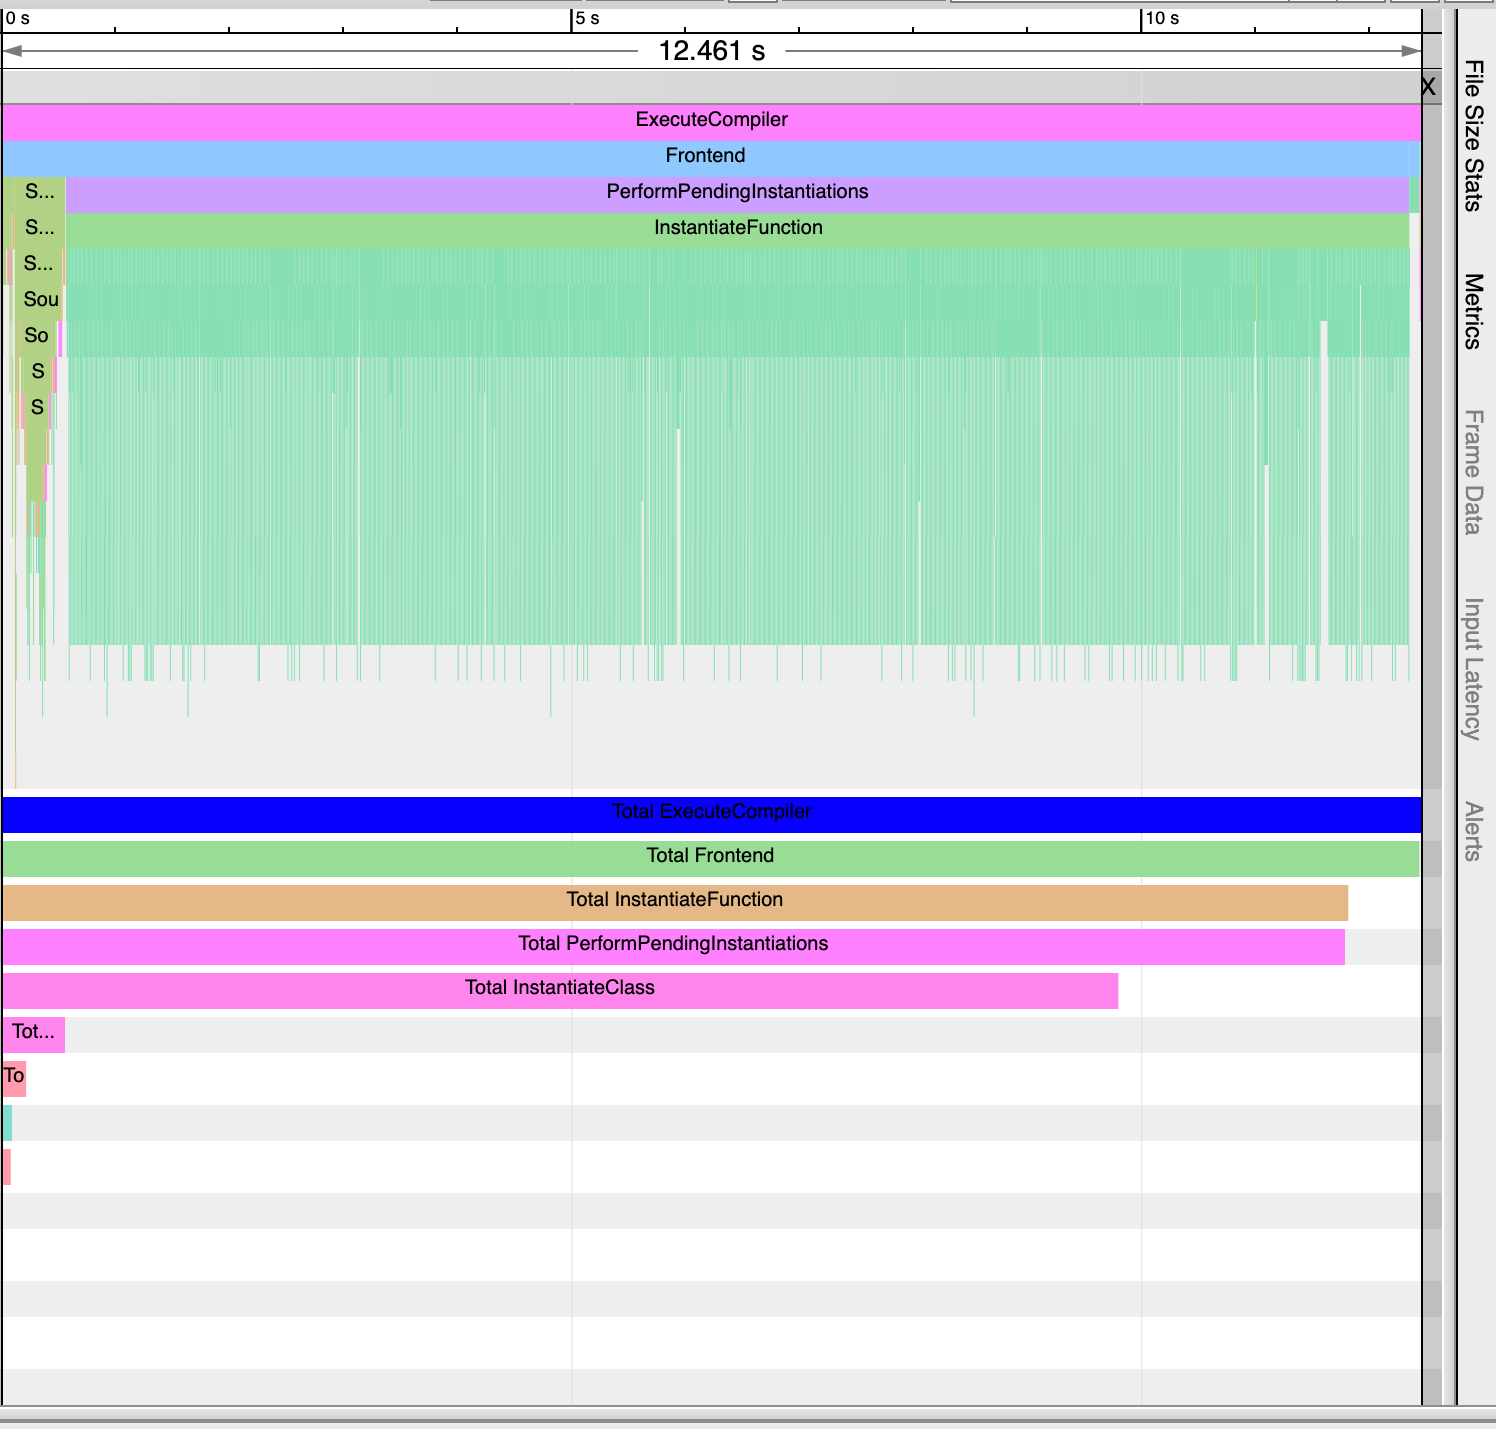 0 s
5 s
10 s
12.461 s
X
ExecuteCompiler
Frontend
S...
PerformPendingInstantiations
S...
InstantiateFunction
S...
Sou
So
S
S
Total ExecuteCompiler
Total Frontend
Total InstantiateFunction
Total PerformPendingInstantiations
Total InstantiateClass
Tot...
To
File Size Stats
Metrics
Frame Data
Input Latency
Alerts